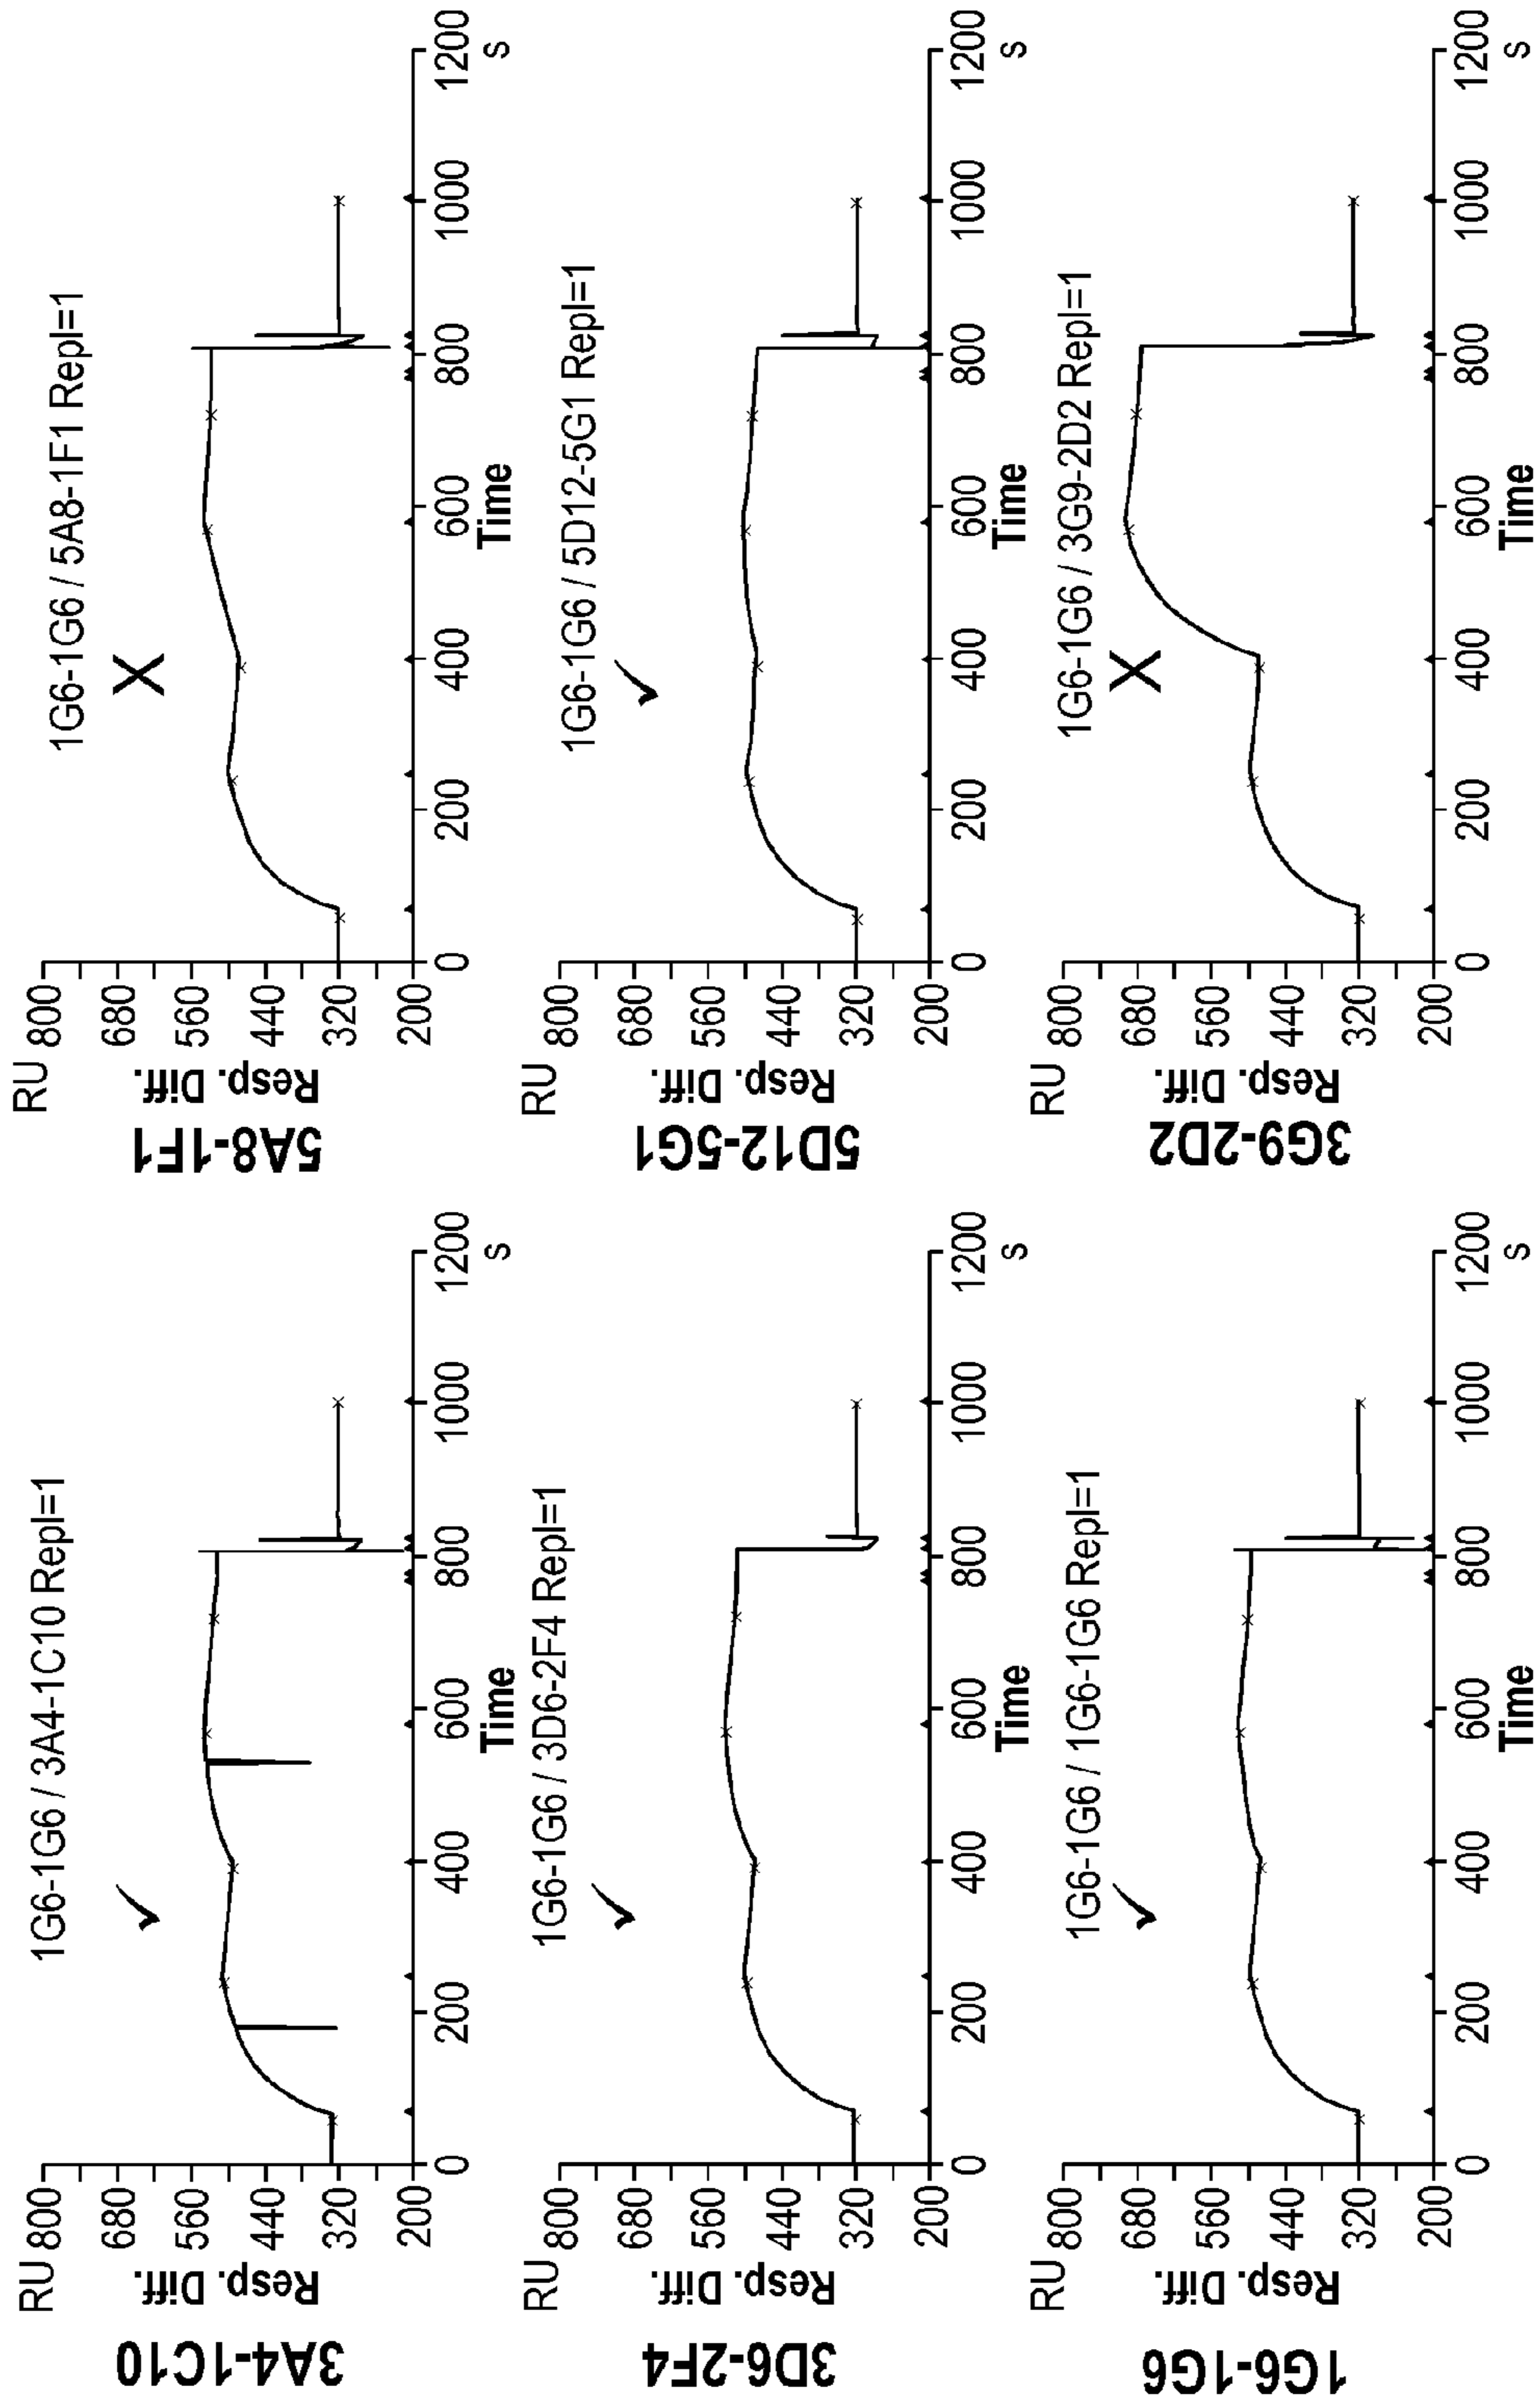 1G6-1G6 / 3A4-1C10 Repl=1
RU
800
680
560
440
320
200
Resp. Diff.
3A4-1C10
0
200
400
600
800
1000
1200
Time
s
1G6-1G6 / 5A8-1F1 Repl=1
X
RU
800
680
560
440
320
200
Resp. Diff.
5A8-1F1
0
200
400
600
800
1000
1200
Time
s
1G6-1G6 / 3D6-2F4 Repl=1
RU
800
680
560
440
320
200
Resp. Diff.
3D6-2F4
0
200
400
600
800
1000
1200
Time
s
1G6-1G6 / 5D12-5G1 Repl=1
RU
800
680
560
440
320
200
Resp. Diff.
5D12-5G1
0
200
400
600
800
1000
1200
Time
s
1G6-1G6 / 1G6-1G6 Repl=1
RU
800
680
560
440
320
200
Resp. Diff.
1G6-1G6
0
200
400
600
800
1000
1200
Time
s
1G6-1G6 / 3G9-2D2 Repl=1
X
RU
800
680
560
440
320
200
Resp. Diff.
3G9-2D2
0
200
400
600
800
1000
1200
Time
s